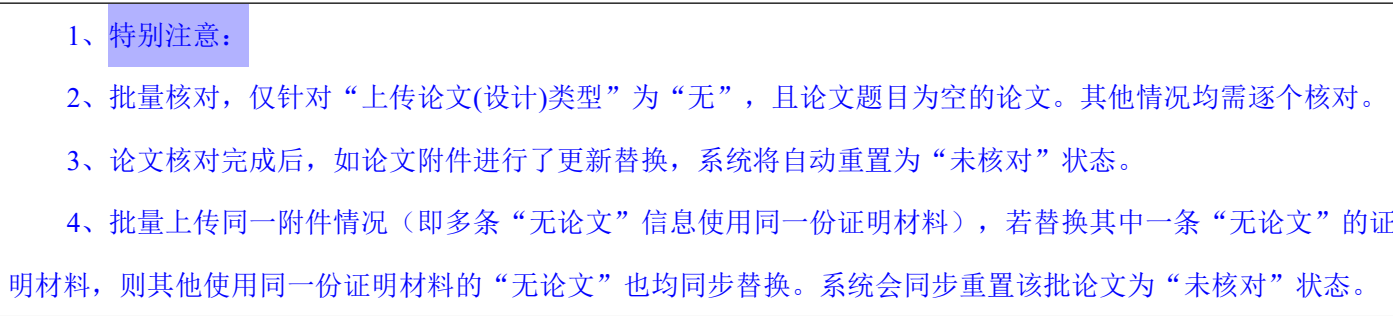 1、特别注意：
2、批量核对，仅针对“上传论文(设计)类型”为“无”，且论文题目为空的论文。其他情况均需逐个核对。
3、论文核对完成后，如论文附件进行了更新替换，系统将自动重置为“未核对”状态。
4、批量上传同一附件情况（即多条“无论文”信息使用同一份证明材料），若替换其中一条“无论文”的证
明材料，则其他使用同一份证明材料的“无论文”也均同步替换。系统会同步重置该批论文为“未核对”状态。